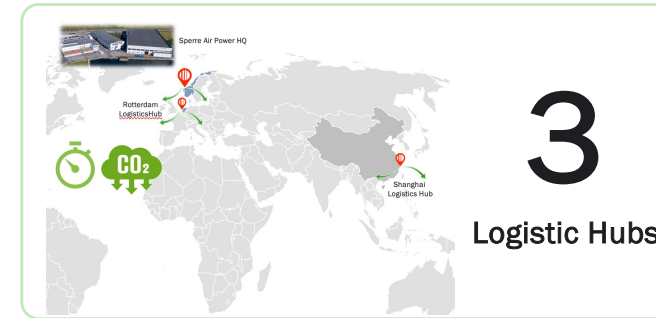 Sperre Air Power HQ
Rotterdam
LogisticsHub
CO₂
Shanghai
Logistics Hub
3
Logistic Hubs